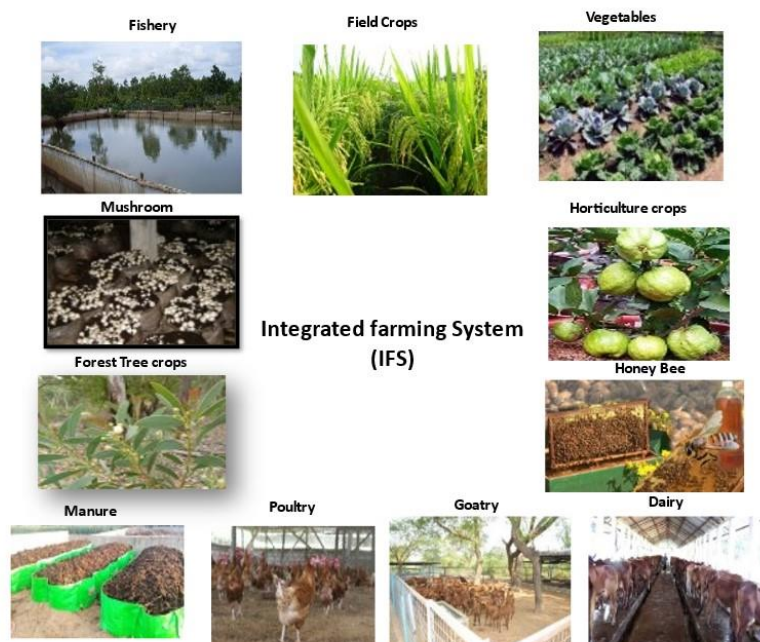 Fishery
Field Crops
Vegetables
Mushroom
Horticulture crops
Integrated farming System
(IFS)
Forest Tree crops
Honey Bee
Manure
Poultry
Goatry
Dairy